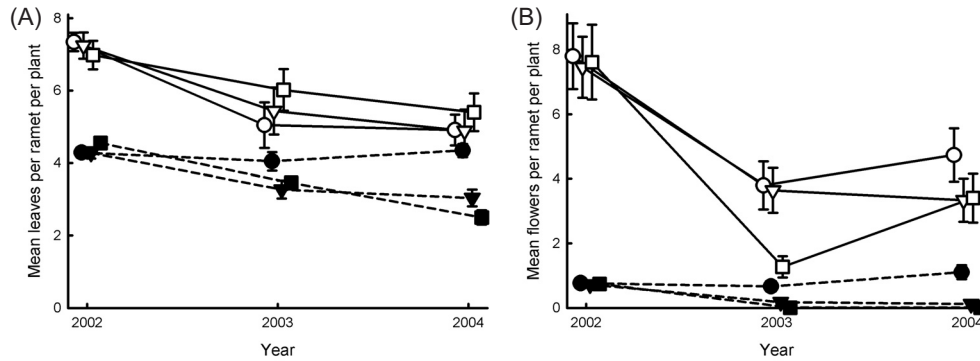 (A)
Mean leaves per ramet per plant
8
6
4
2
0
2002
2003
2004
Year
(B)
Mean flowers per ramet per plant
8
6
4
2
0
2002
2003
2004
Year